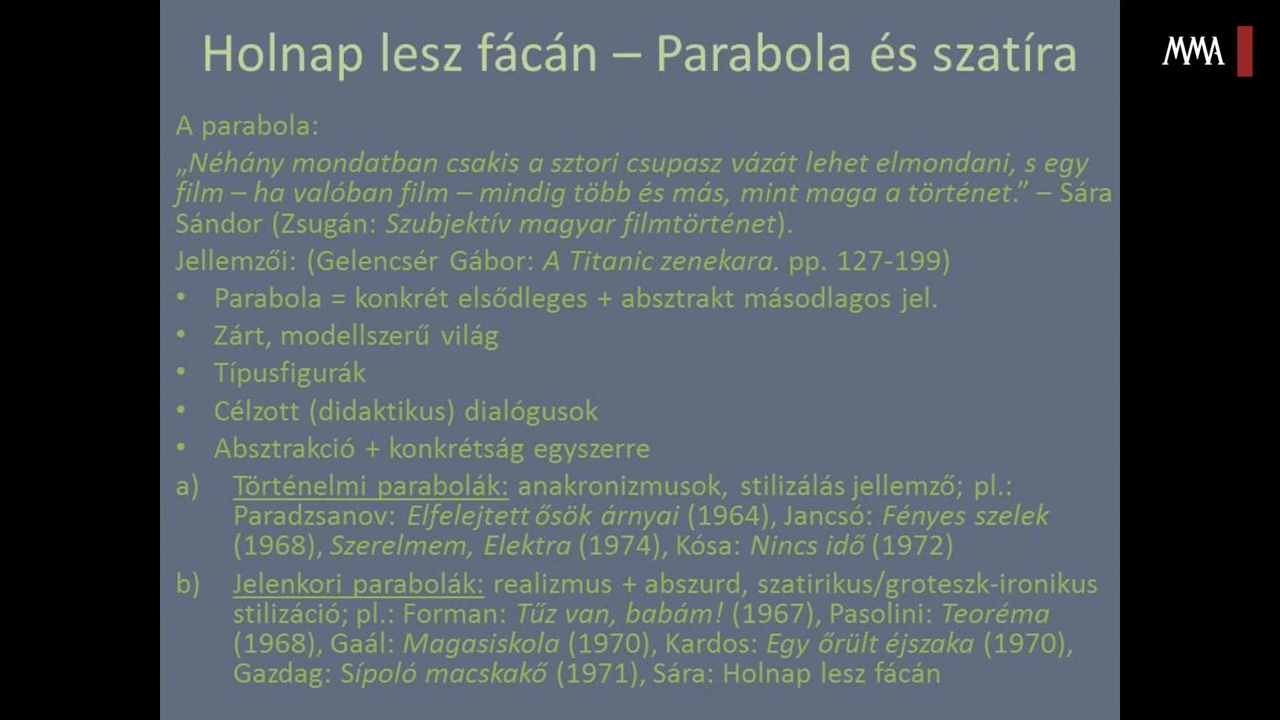 Holnap lesz fácán – Parabola és szatíra
MMA
A parabola:
„Néhány mondatban csakis a sztori csupasz vázát lehet elmondani, s egy
film – ha valóban film – mindig több és más, mint maga a történet.” – Sára
Sándor (Zsugán: Szubjektív magyar filmtörténet).
Jellemzői: (Gelencsér Gábor: A Titanic zenekara. pp. 127-199)
• Parabola = konkrét elsődleges + absztrakt másodlagos jel.
• Zárt, modellszerű világ
• Típusfigurák
• Célzott (didaktikus) dialógusok
• Absztrakció + konkrétság egyszerre
a) Történelmi parabolák: anakronizmusok, stilizálás jellemző; pl.:
Paradzsanov: Elfelejtett ősök árnyai (1964), Jancsó: Fényes szelek
(1968), Szerelmem, Elektra (1974), Kósa: Nincs idő (1972)
b) Jelenkori parabolák: realizmus + abszurd, szatirikus/groteszk-ironikus
stilizáció; pl.: Forman: Tűz van, babám! (1967), Pasolini: Teoréma
(1968), Gaál: Magasiskola (1970), Kardos: Egy őrült éjszaka (1970),
Gazdag: Sípoló macskakő (1971), Sára: Holnap lesz fácán